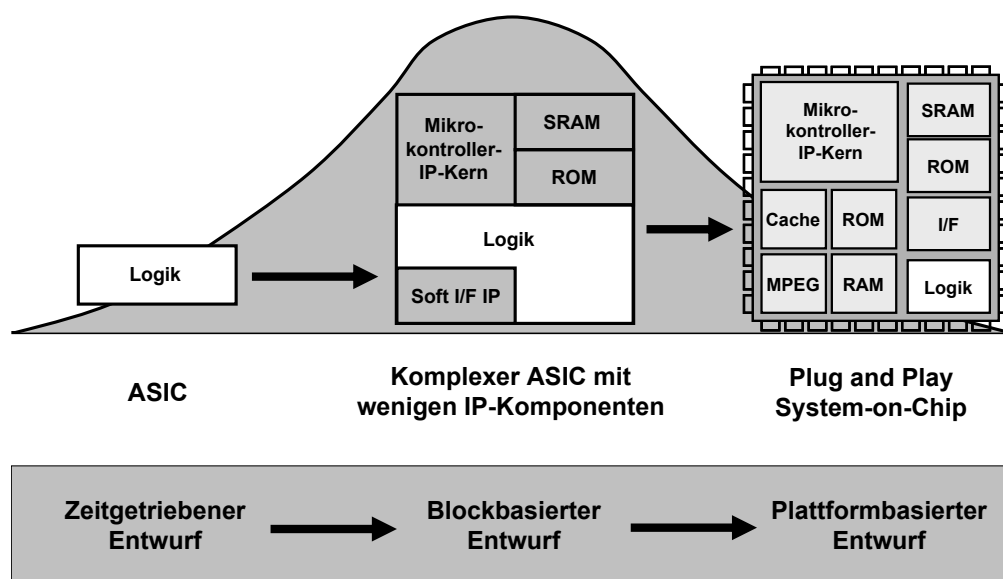 Logik
Mikro-
kontroller-
IP-Kern
SRAM
ROM
Logik
Soft I/F IP
Mikro-
kontroller-
IP-Kern
SRAM
ROM
Cache
ROM
I/F
MPEG
RAM
Logik
ASIC
Komplexer ASIC mit
wenigen IP-Komponenten
Plug and Play
System-on-Chip
Zeitgetriebener
Entwurf
Blockbasierter
Entwurf
Plattformbasierter
Entwurf